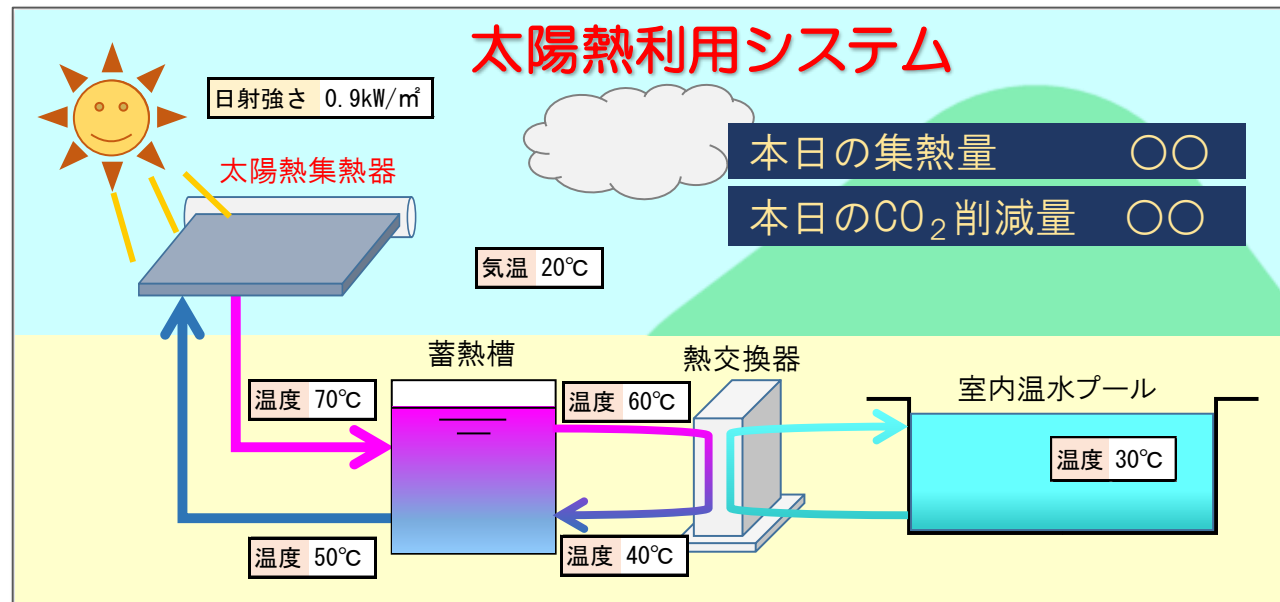 太陽熱利用システム
日射強さ 0.9kW/㎡
本日の集熱量 〇〇
太陽熱集熱器
本日のCO₂削減量 〇〇
気温 20℃
蓄熱槽
熱交換器
室内温水プール
温度 70℃
温度 60℃
温度 30℃
温度 50℃
温度 40℃